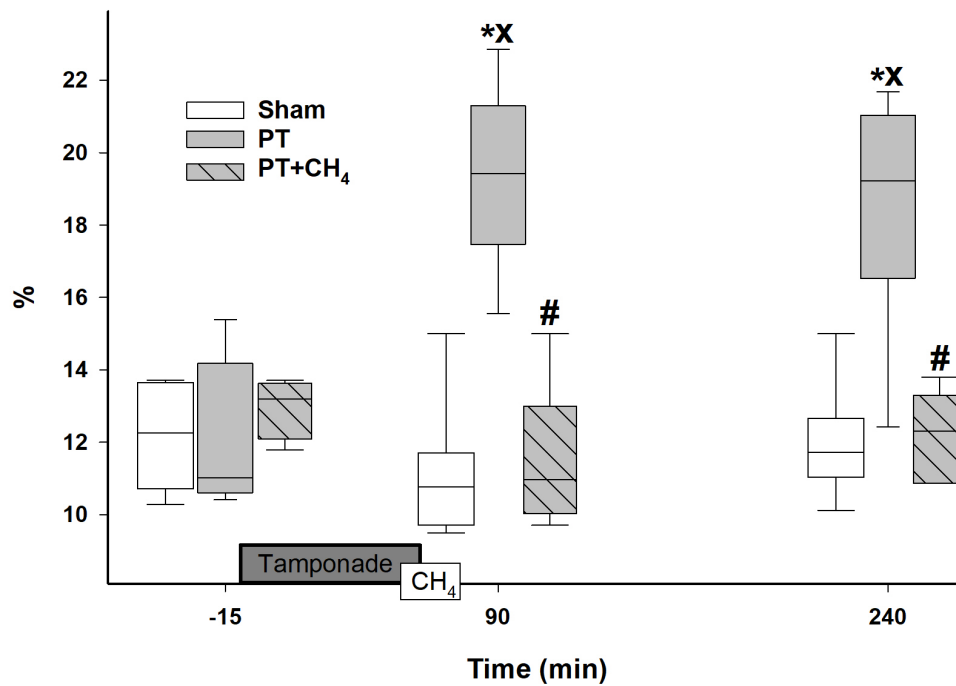 *x
*x
22
Sham
20
PT
PT+CH₄
18
%
16
#
14
#
12
10
Tamponade
CH₄
-15
90
240
Time (min)